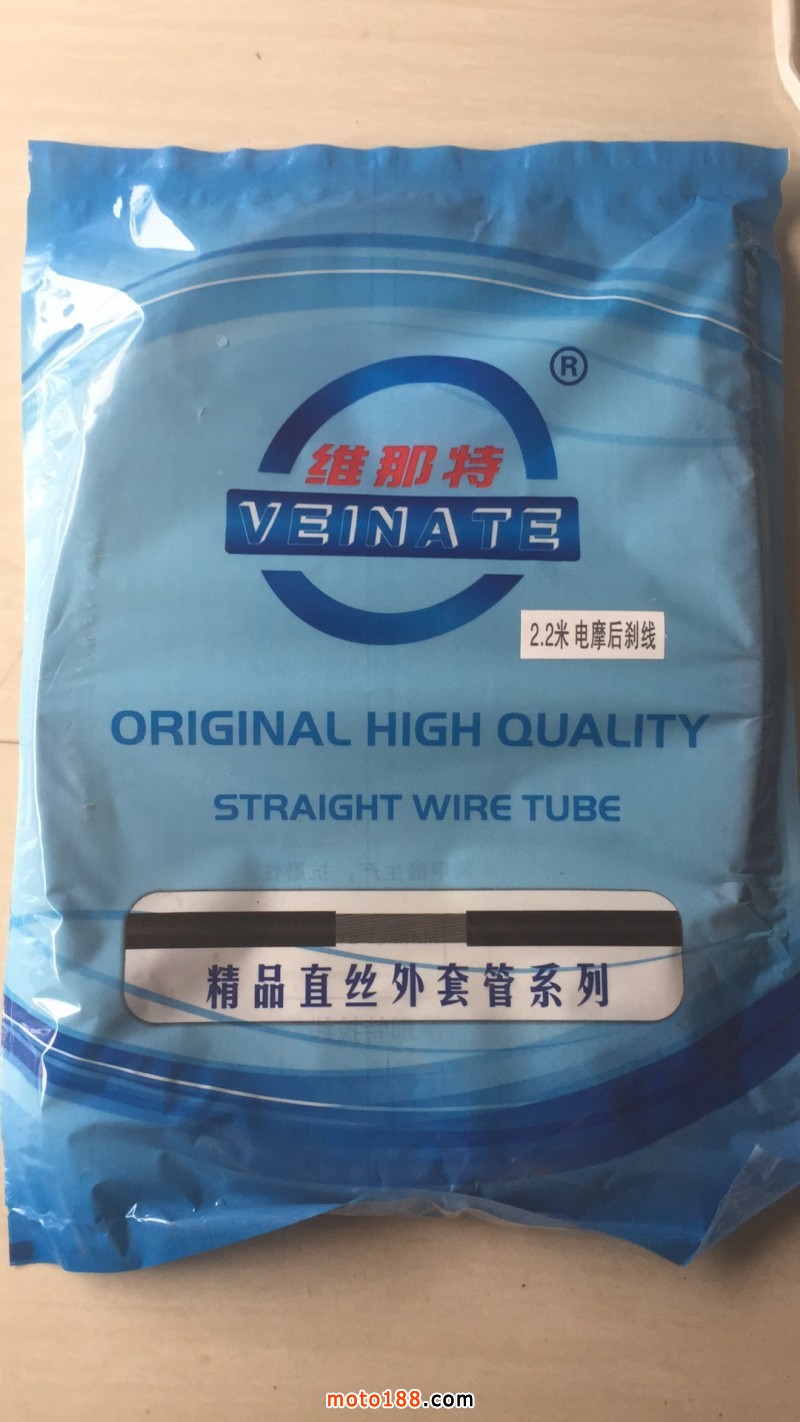 ®
维那特
VEINATE
2.2米 电摩后刹线
ORIGINAL HIGH QUALITY
STRAIGHT WIRE TUBE
精品直丝外套管系列
moto188.com